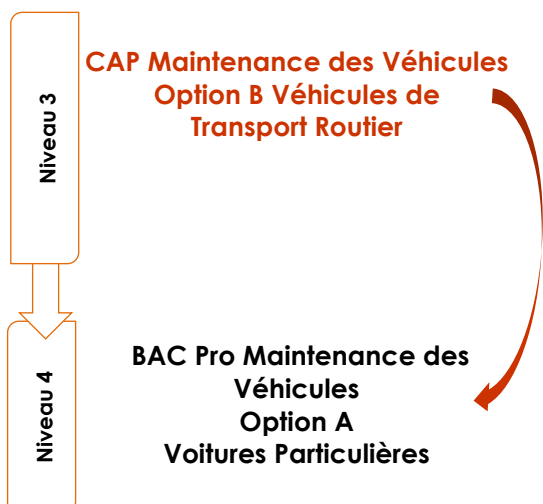 Niveau 3
CAP Maintenance des Véhicules
Option B Véhicules de
Transport Routier
Niveau 4
BAC Pro Maintenance des
Véhicules
Option A
Voitures Particulières